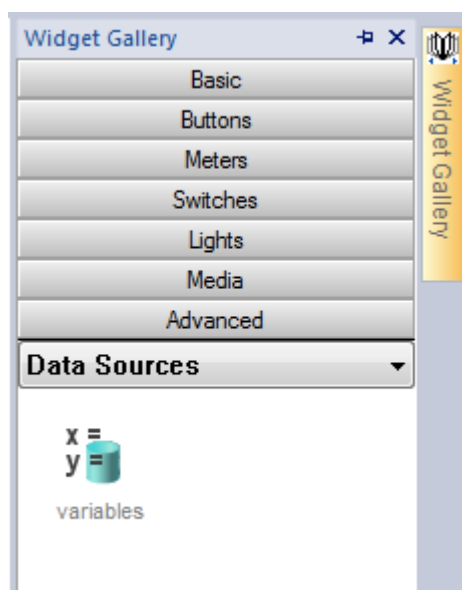 Widget Gallery
Basic
Buttons
Meters
Switches
Lights
Media
Advanced
Data Sources
x =
y =
variables
Widget Gallery